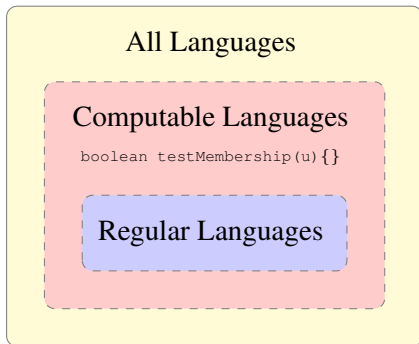 All Languages
Computable Languages
boolean testMembership(u){}
Regular Languages